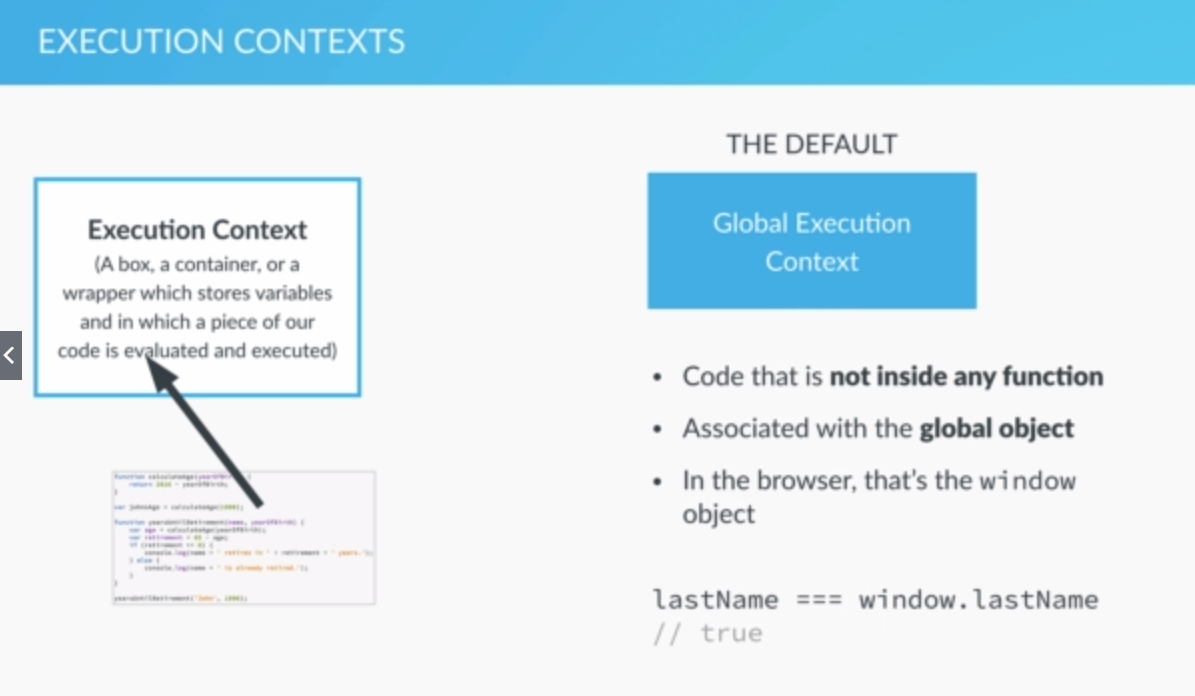 EXECUTION CONTEXTS
Execution Context
(A box, a container, or a
wrapper which stores variables
and in which a piece of our
code is evaluated and executed)
function calculateAge(yearOfBirth) {
return 2016 - yearOfBirth;
}
var johnsAge = calculateAge(1990);
function yearsUntilRetirement(name, yearOfBirth) {
var age = calculateAge(yearOfBirth);
var retirement = 65 - age;
if (retirement >= 0) {
console.log(name + ' retires in ' + retirement + ' years.');
} else {
console.log(name + ' is already retired.');
}
}
yearsUntilRetirement('John',
THE DEFAULT
Global Execution
Context
• Code that is not inside any function
• Associated with the global object
• In the browser, that's the window
object
lastName === window.lastName
// true